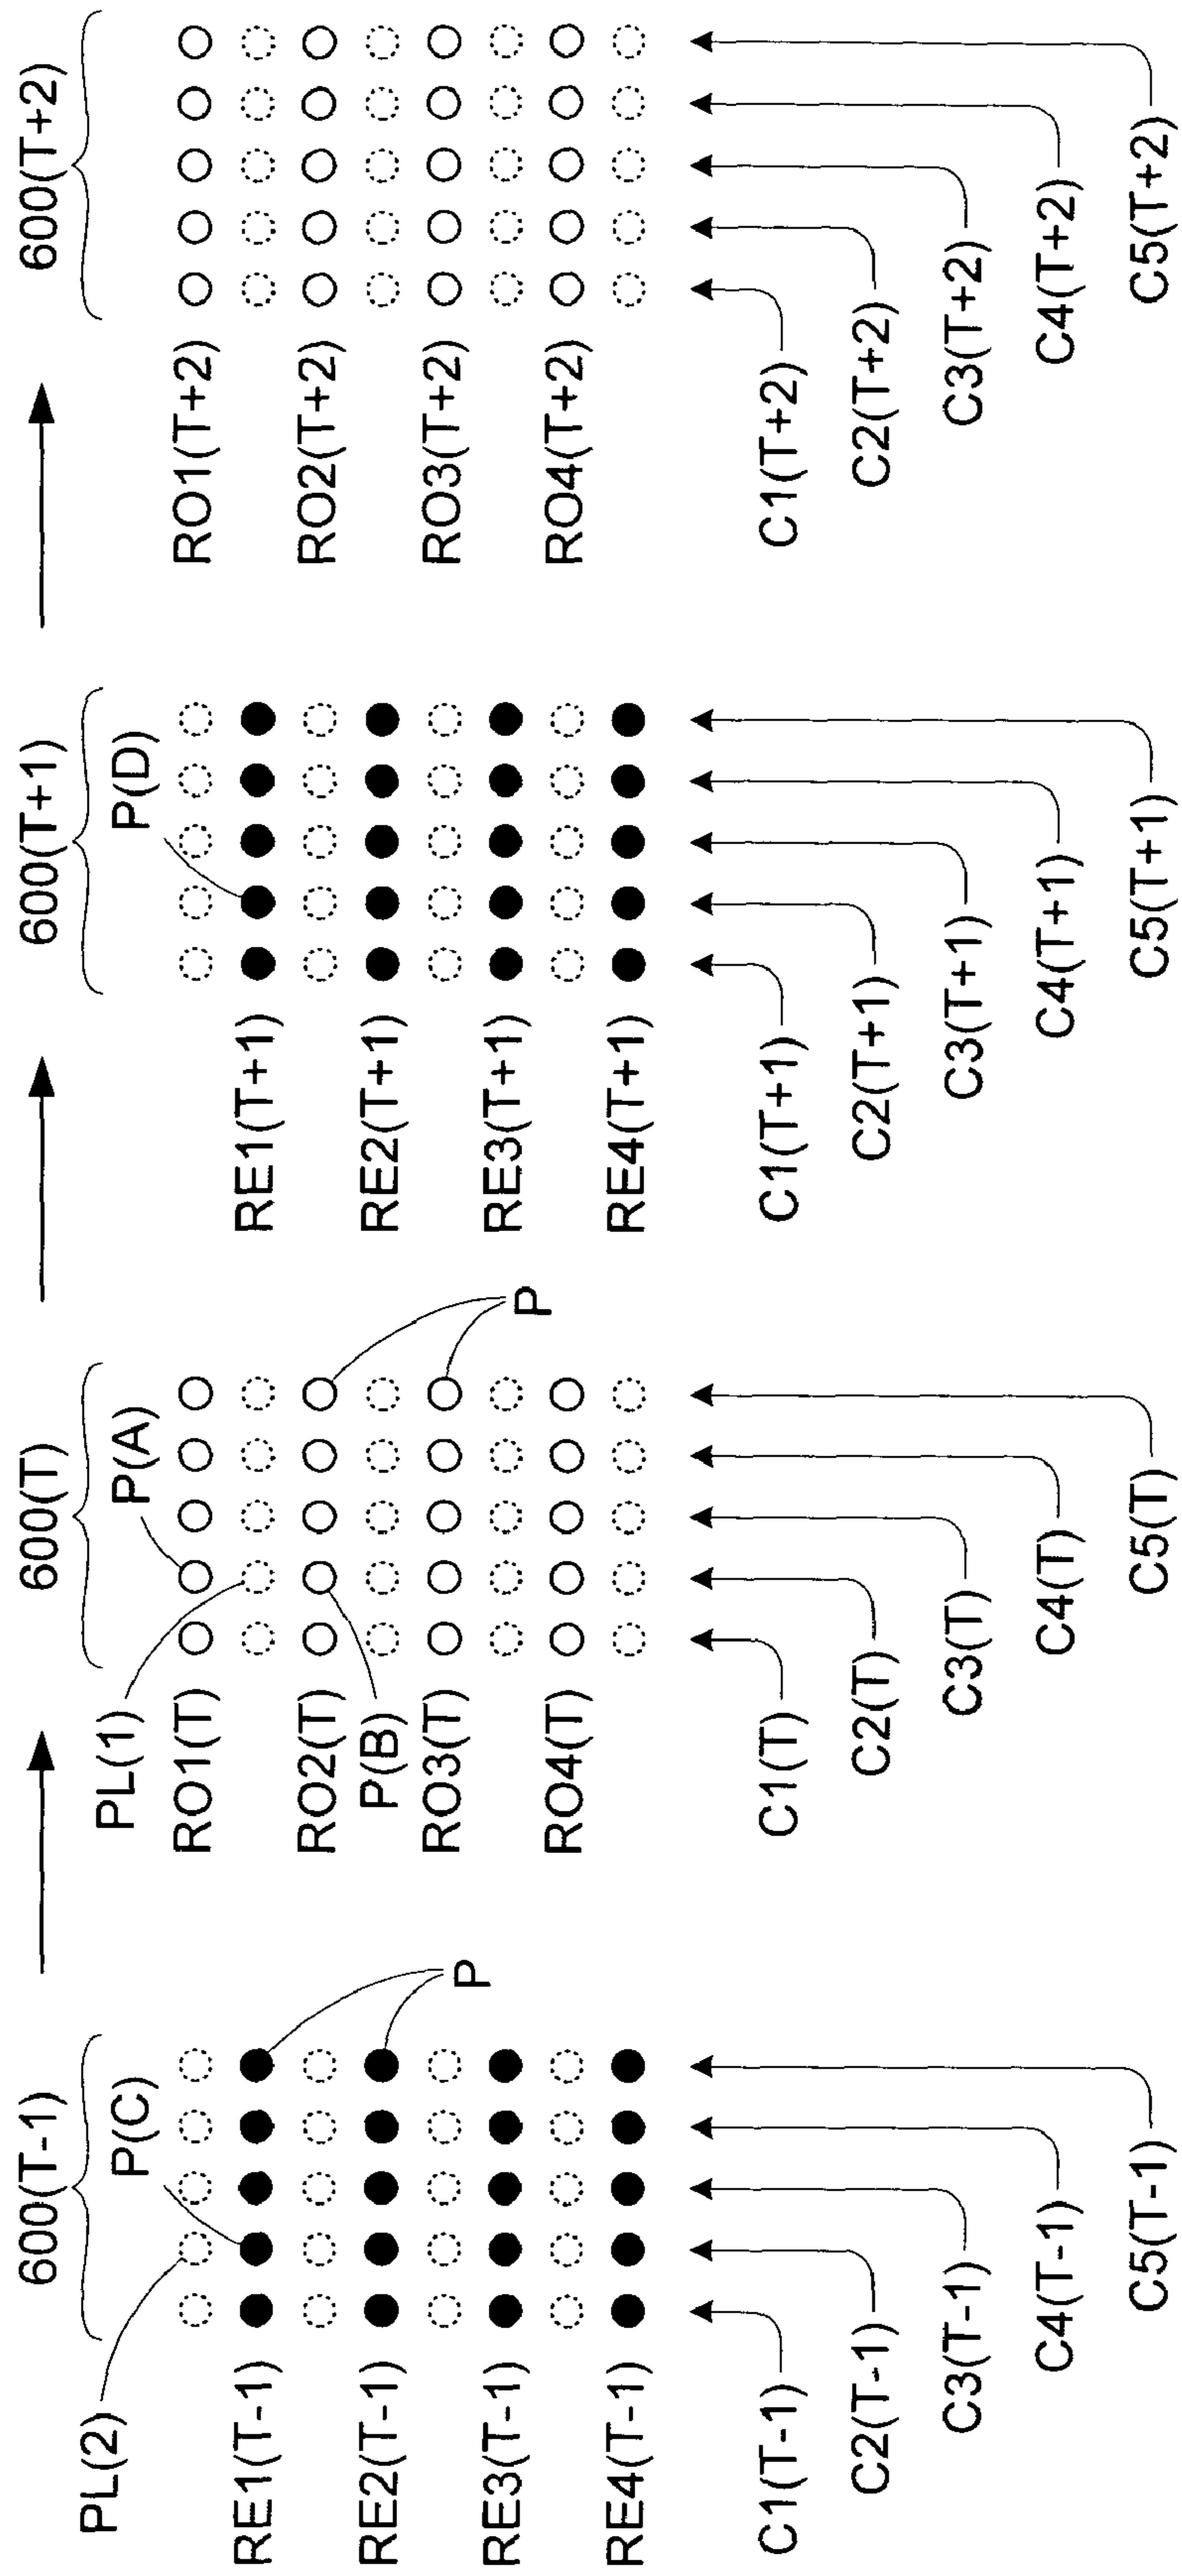 600(T-1)
600(T)
600(T+1)
600(T+2)
PL(2)
P(C)
PL(1)
P(A)
P(D)
RE1(T-1)
RE2(T-1)
RE3(T-1)
RE4(T-1)
P
RO1(T)
RO2(T)
P(B)
RO3(T)
RO4(T)
P
RE1(T+1)
RE2(T+1)
RE3(T+1)
RE4(T+1)
RO1(T+2)
RO2(T+2)
RO3(T+2)
RO4(T+2)
C1(T-1)
C2(T-1)
C3(T-1)
C4(T-1)
C5(T-1)
C1(T)
C2(T)
C3(T)
C4(T)
C5(T)
C1(T+1)
C2(T+1)
C3(T+1)
C4(T+1)
C5(T+1)
C1(T+2)
C2(T+2)
C3(T+2)
C4(T+2)
C5(T+2)